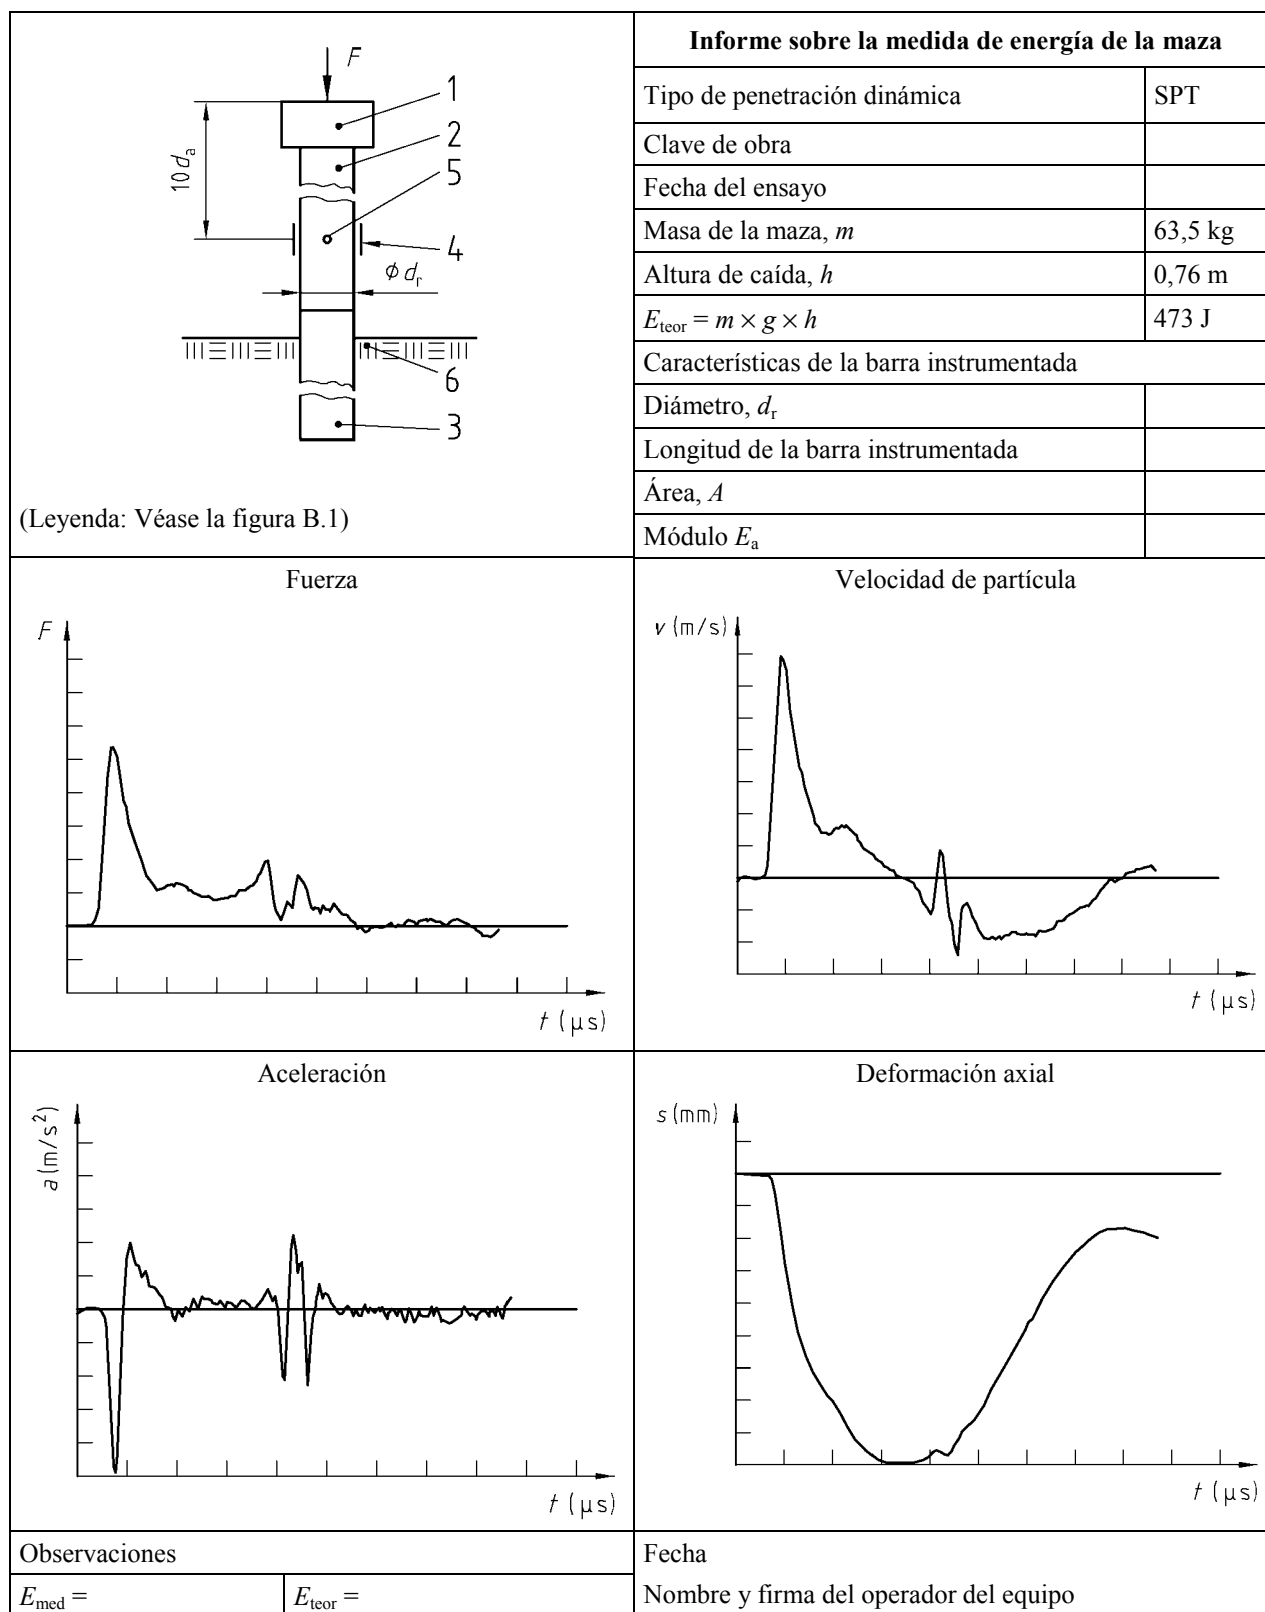 F
1
2
5
4
10 dₐ
ϕ dᵣ
6
3
(Leyenda: Véase la figura B.1)
Informe sobre la medida de energía de la maza
Tipo de penetración dinámica SPT
Clave de obra
Fecha del ensayo
Masa de la maza, m 63,5 kg
Altura de caída, h 0,76 m
E_teor = m × g × h 473 J
Características de la barra instrumentada
Diámetro, dᵣ
Longitud de la barra instrumentada
Área, A
Módulo Eₐ
Fuerza
F
t (μs)
Velocidad de partícula
v (m/s)
t (μs)
Aceleración
a (m/s²)
t (μs)
Deformación axial
s (mm)
t (μs)
Observaciones
E_med =
E_teor =
Fecha
Nombre y firma del operador del equipo